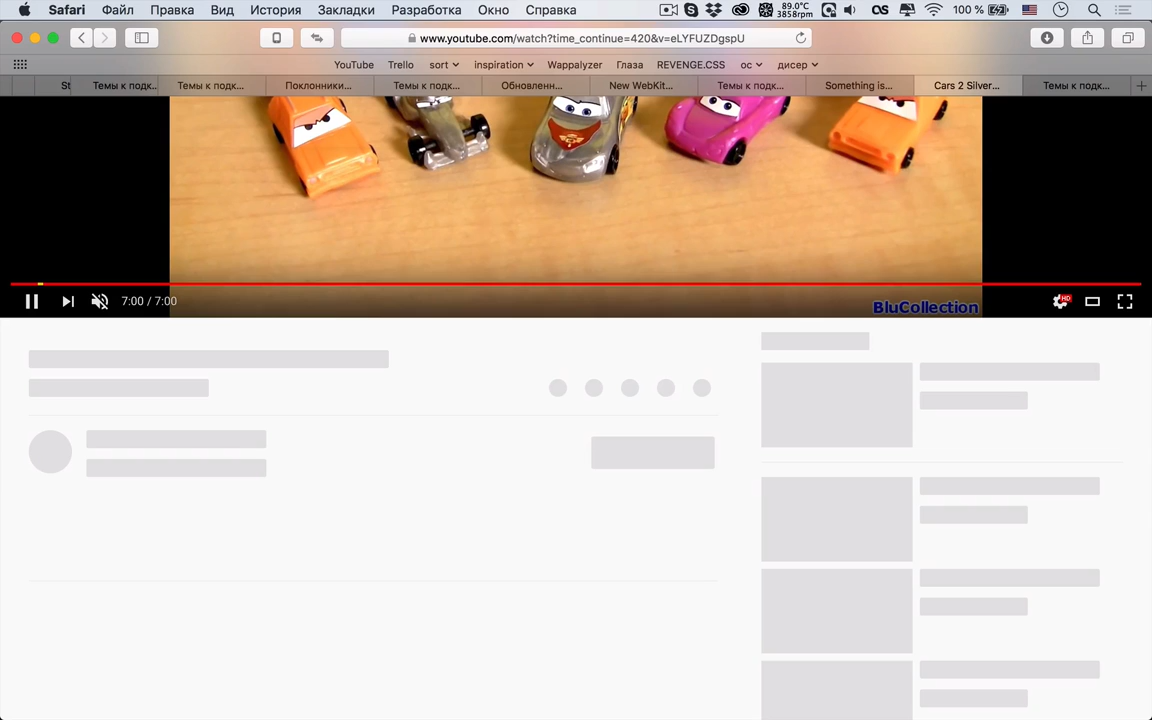 Safari Файл Правка Вид История Закладки Разработка Окно Справка 89.0°C 3858rpm 100 %
www.youtube.com/watch?time_continue=420&v=eLYFUZDgspU
YouTube Trello sort inspiration Wappalyzer Глаза REVENGE.CSS ос дисер
St Темы к подк.. Темы к подк... Поклонники... Темы к подк... Обновленн... New WebKit... Темы к подк... Something is... Cars 2 Silver... Темы к подк...
7:00 / 7:00 HD
BluCollection